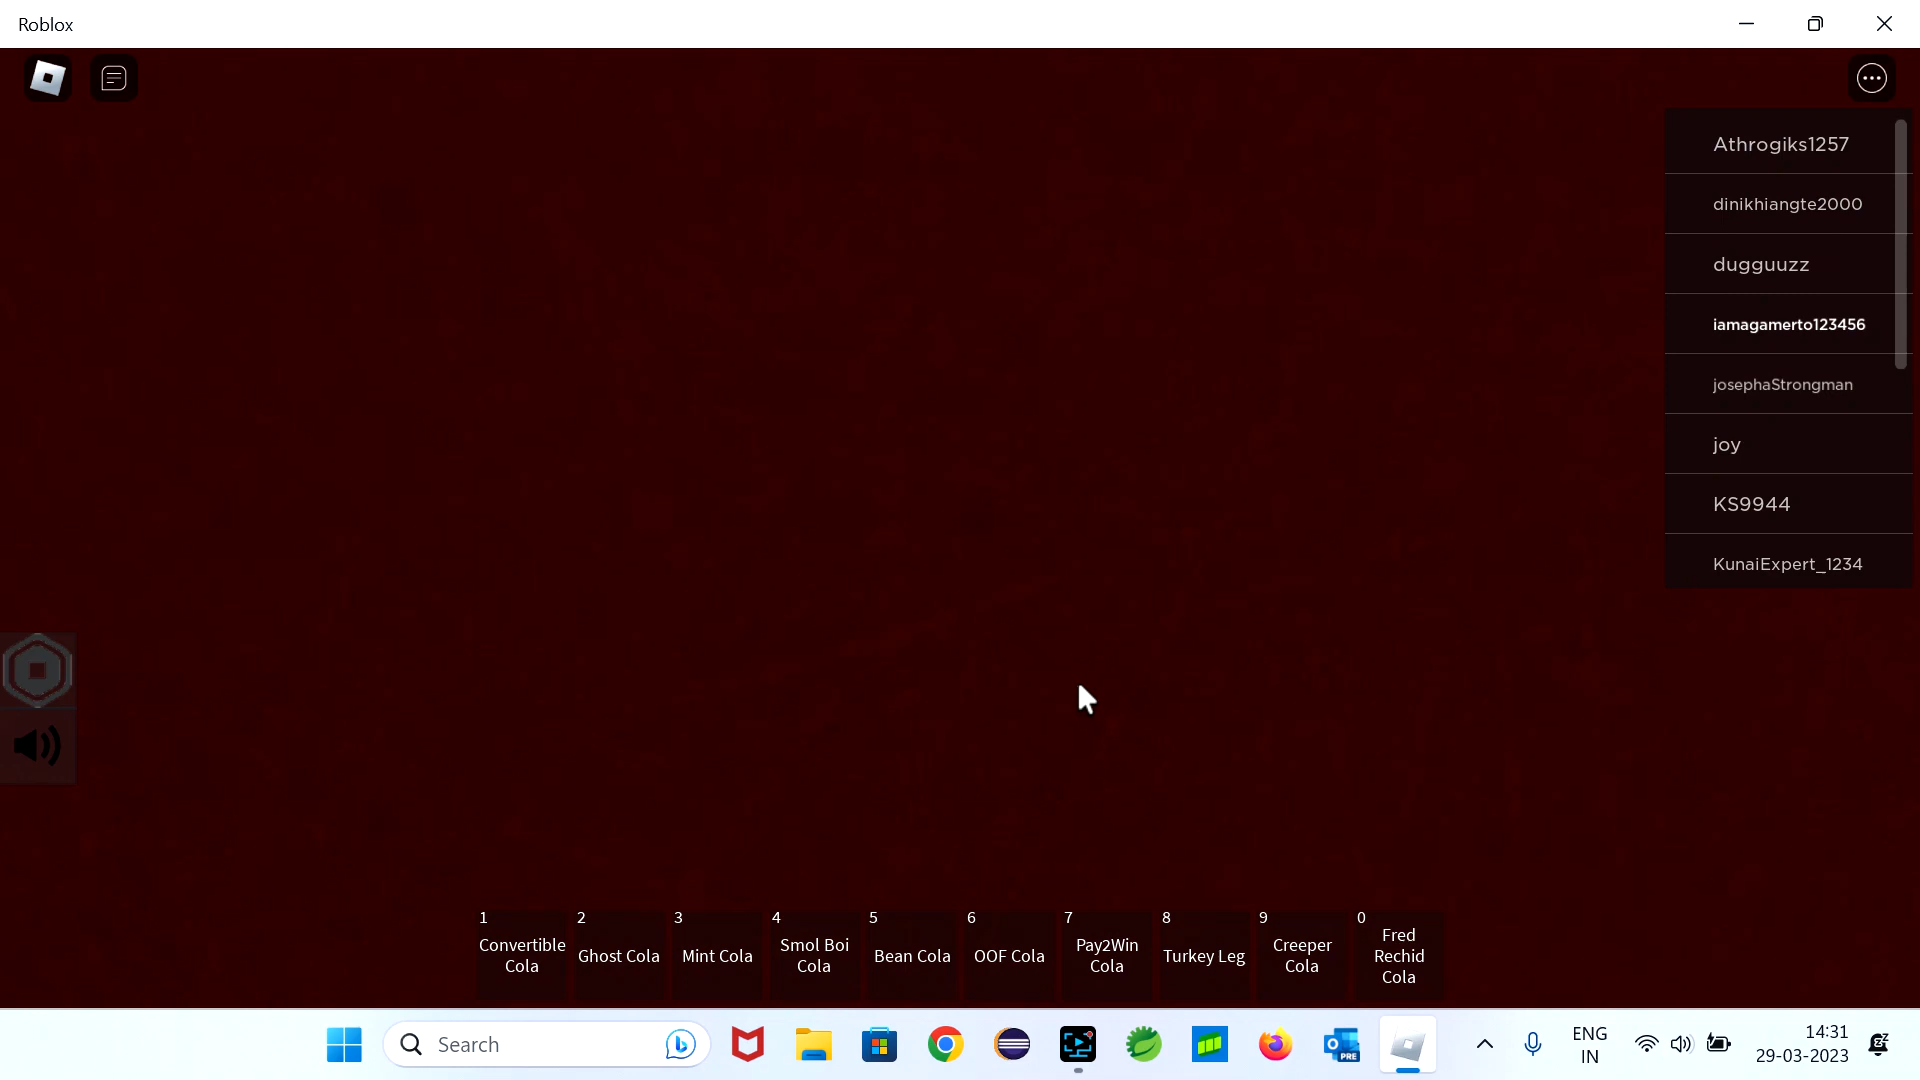 Roblox
Athrogiks1257
dinikhiangte2000
dugguuzz
iamagamerto123456
josephaStrongman
joy
KS9944
KunaiExpert_1234
1
Convertible
Cola
2
Ghost Cola
3
Mint Cola
4
Smol Boi
Cola
5
Bean Cola
6
OOF Cola
7
Pay2Win
Cola
8
Turkey Leg
9
Creeper
Cola
0
Fred
Rechid
Cola
Search
PRE
ENG
IN
14:31
29-03-2023